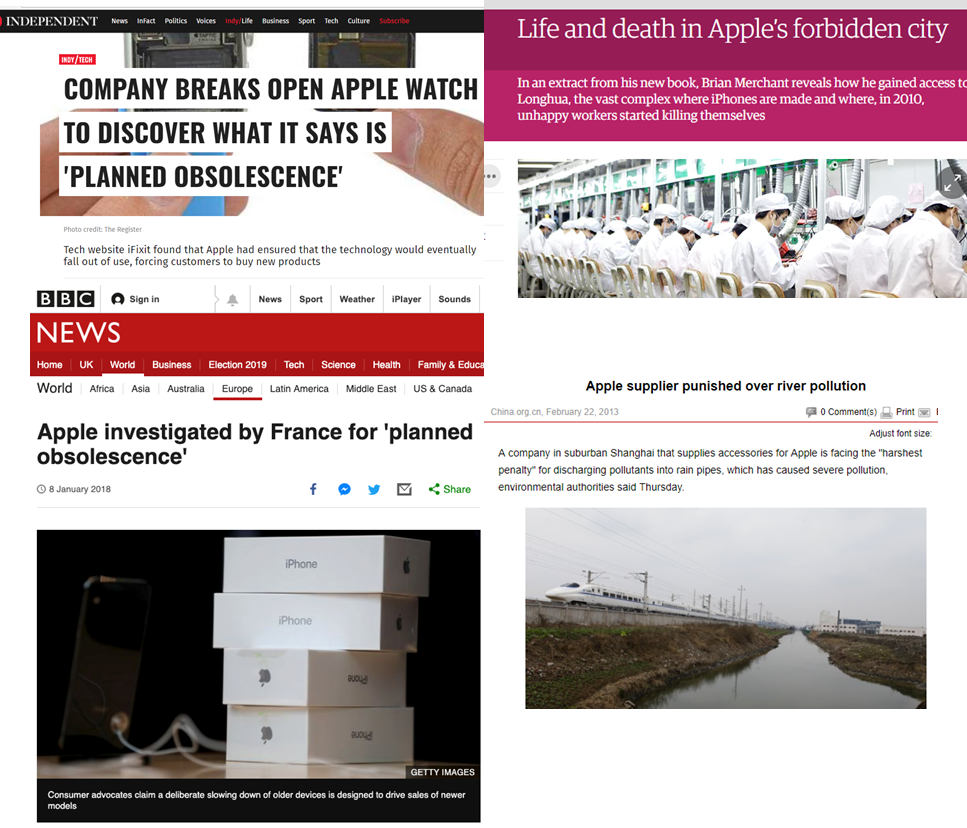 INDEPENDENT
News InFact Politics Voices Indy/Life Business Sport Tech Culture Subscribe
INDY/TECH
COMPANY BREAKS OPEN APPLE WATCH
TO DISCOVER WHAT IT SAYS IS
'PLANNED OBSOLESCENCE'
Photo credit: The Register
Tech website iFixit found that Apple had ensured that the technology would eventually
fall out of use, forcing customers to buy new products
BBC Sign in News Sport Weather iPlayer Sounds
NEWS
Home UK World Business Election 2019 Tech Science Health Family & Educa
World Africa Asia Australia Europe Latin America Middle East US & Canada
Apple investigated by France for 'planned
obsolescence'
8 January 2018
Share
iPhone
iPhone
iPhone
iPhone
GETTY IMAGES
Consumer advocates claim a deliberate slowing down of older devices is designed to drive sales of newer
models
Life and death in Apple's forbidden city
In an extract from his new book, Brian Merchant reveals how he gained access to
Longhua, the vast complex where iPhones are made and where, in 2010,
unhappy workers started killing themselves
Apple supplier punished over river pollution
China.org.cn, February 22, 2013
0 Comment(s) Print
Adjust font size:
A company in suburban Shanghai that supplies accessories for Apple is facing the "harshest
penalty" for discharging pollutants into rain pipes, which has caused severe pollution,
environmental authorities said Thursday.